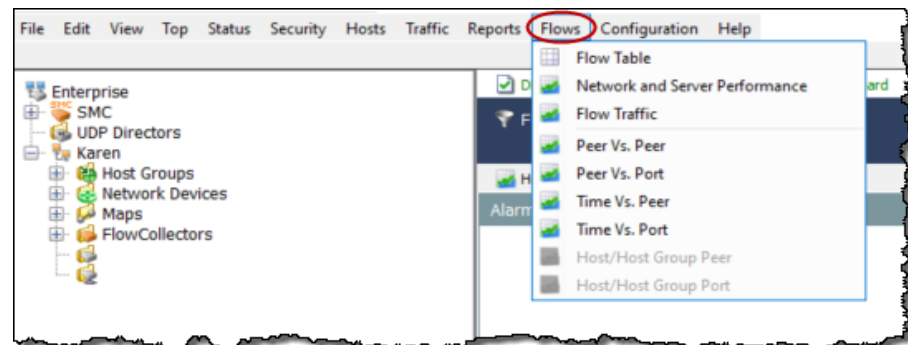 File Edit View Top Status Security Hosts Traffic Reports Flows Configuration Help
Enterprise
SMC
UDP Directors
Karen
Host Groups
Network Devices
Maps
FlowCollectors
D
ard
F
H
Alarm
Flow Table
Network and Server Performance
Flow Traffic
Peer Vs. Peer
Peer Vs. Port
Time Vs. Peer
Time Vs. Port
Host/Host Group Peer
Host/Host Group Port